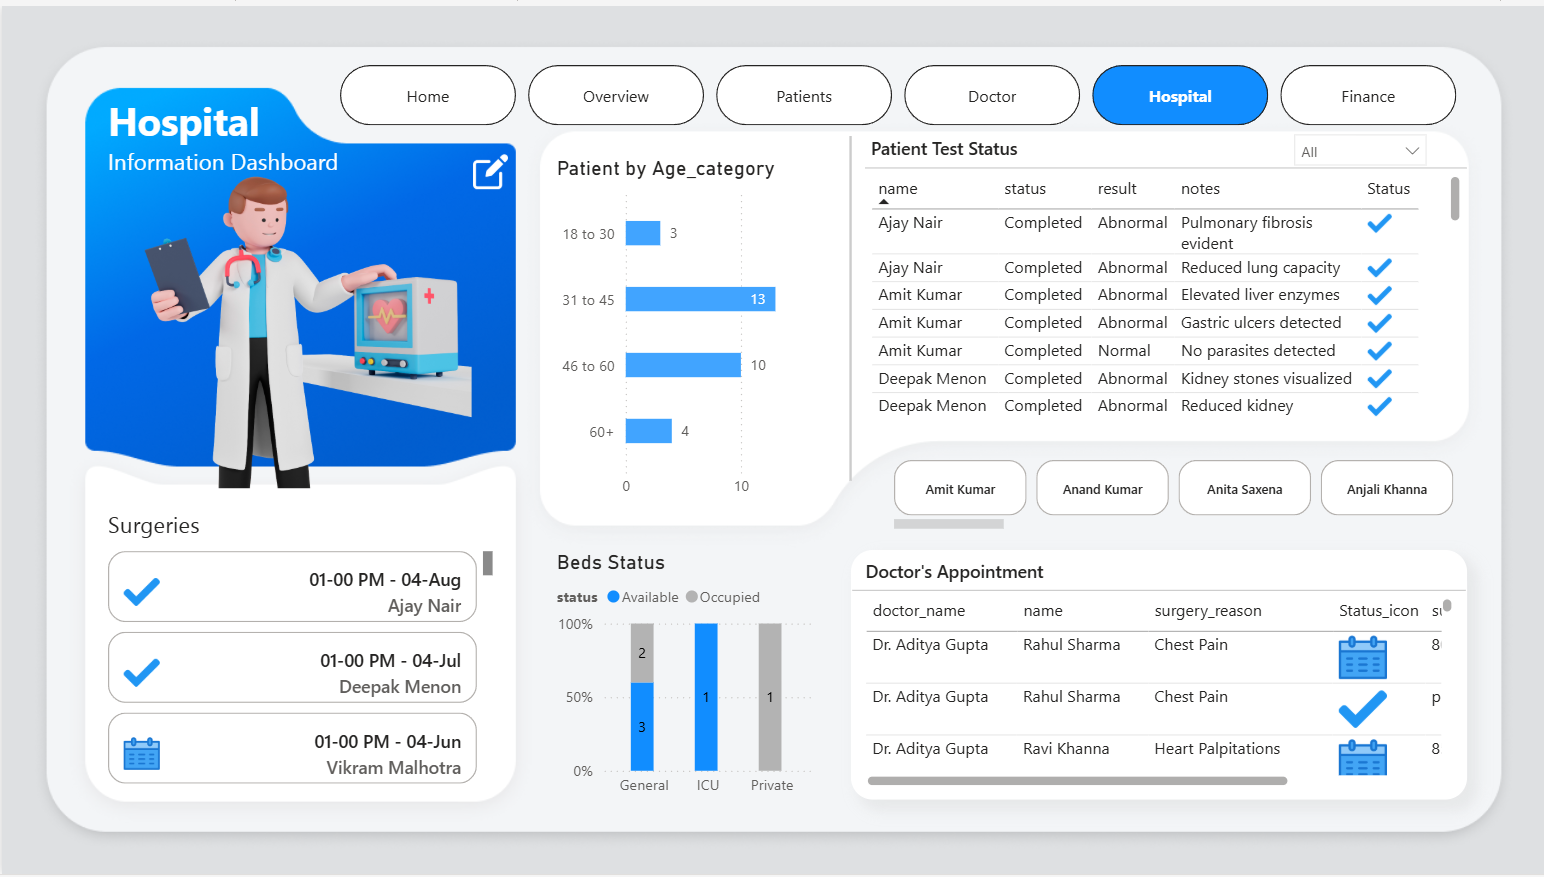 Home
Overview
Patients
Doctor
Hospital
Finance
Hospital
Information Dashboard
Surgeries
01-00 PM - 04-Aug
Ajay Nair
01-00 PM - 04-Jul
Deepak Menon
01-00 PM - 04-Jun
Vikram Malhotra
Patient by Age_category
18 to 30 3
31 to 45 13
46 to 60 10
60+ 4
0 10
Beds Status
status Available Occupied
100%
50%
0%
2
3
1
1
General ICU Private
Patient Test Status
All
name status result notes Status
Ajay Nair Completed Abnormal Pulmonary fibrosis
evident
Ajay Nair Completed Abnormal Reduced lung capacity
Amit Kumar Completed Abnormal Elevated liver enzymes
Amit Kumar Completed Abnormal Gastric ulcers detected
Amit Kumar Completed Normal No parasites detected
Deepak Menon Completed Abnormal Kidney stones visualized
Deepak Menon Completed Abnormal Reduced kidney
Amit Kumar
Anand Kumar
Anita Saxena
Anjali Khanna
Doctor's Appointment
doctor_name name surgery_reason Status_icon
Dr. Aditya Gupta Rahul Sharma Chest Pain 8
Dr. Aditya Gupta Rahul Sharma Chest Pain p
Dr. Aditya Gupta Ravi Khanna Heart Palpitations 8